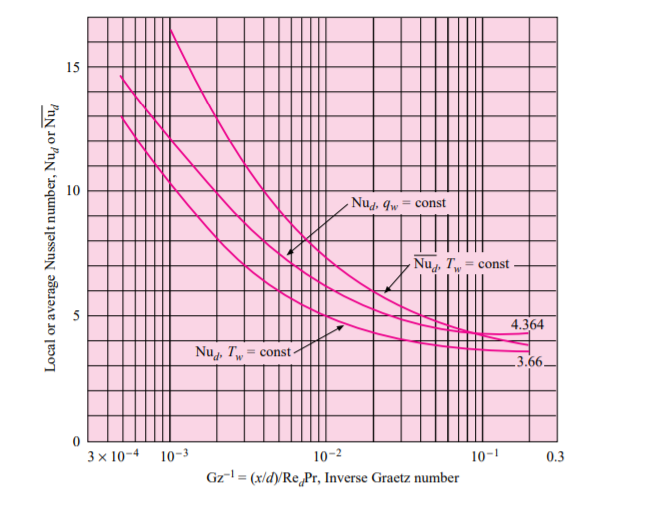 Local or average Nusselt number, Nu_d or N̅u̅_d
15
10
5
0
Nu_d, q_w = const
N̅u̅_d, T_w = const
4.364
Nu_d, T_w = const
3.66
3 × 10⁻⁴
10⁻³
10⁻²
10⁻¹
0.3
Gz⁻¹ = (x/d)/Re_dPr, Inverse Graetz number